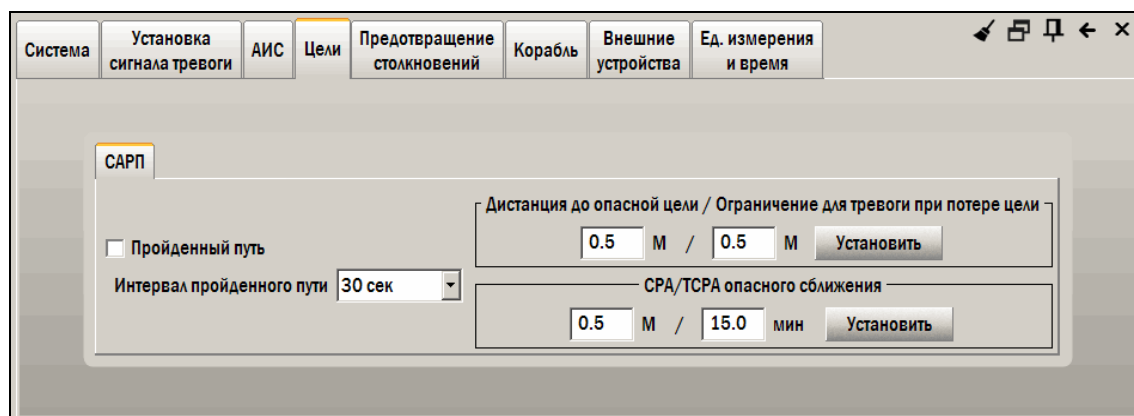 Система
Установка
сигнала тревоги
АИС
Цели
Предотвращение
столкновений
Корабль
Внешние
устройства
Ед. измерения
и время
САРП
Дистанция до опасной цели / Ограничение для тревоги при потере цели
Пройденный путь
0.5 М / 0.5 М Установить
Интервал пройденного пути 30 сек
CPA/TCPA опасного сближения
0.5 М / 15.0 мин Установить